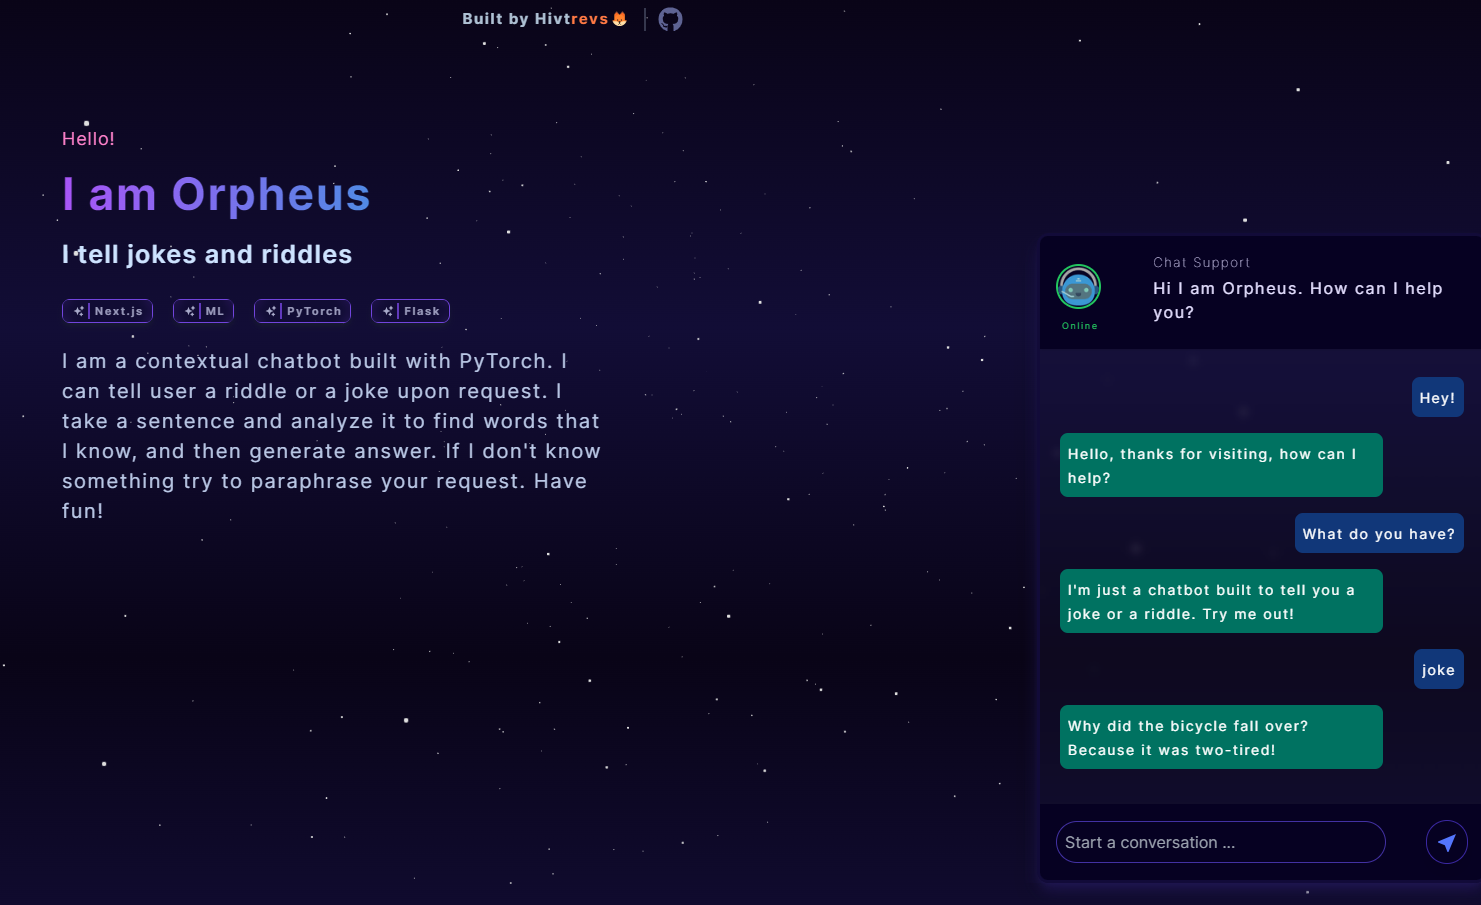 Built by Hivtrevs
Hello!
I am Orpheus
I tell jokes and riddles
Next.js
ML
PyTorch
Flask
I am a contextual chatbot built with PyTorch. I
can tell user a riddle or a joke upon request. I
take a sentence and analyze it to find words that
I know, and then generate answer. If I don't know
something try to paraphrase your request. Have
fun!
Chat Support
Hi I am Orpheus. How can I help
you?
Online
Hey!
Hello, thanks for visiting, how can I
help?
What do you have?
I'm just a chatbot built to tell you a
joke or a riddle. Try me out!
joke
Why did the bicycle fall over?
Because it was two-tired!
Start a conversation ...